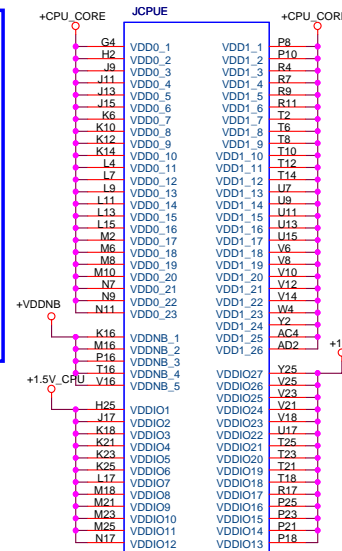 +CPU_CORE JCPUE +CPU_CORE
G4 VDD0_1 VDD1_1 P8
H2 VDD0_2 VDD1_2 P10
J9 VDD0_3 VDD1_3 R4
J11 VDD0_4 VDD1_4 R7
J13 VDD0_5 VDD1_5 R9
J15 VDD0_6 VDD1_6 R11
K6 VDD0_7 VDD1_7 T2
K10 VDD0_8 VDD1_8 T6
K12 VDD0_9 VDD1_9 T8
K14 VDD0_10 VDD1_10 T10
L4 VDD0_11 VDD1_11 T12
L7 VDD0_12 VDD1_12 T14
L9 VDD0_13 VDD1_13 U7
L11 VDD0_14 VDD1_14 U9
L13 VDD0_15 VDD1_15 U11
L15 VDD0_16 VDD1_16 U13
M2 VDD0_17 VDD1_17 U15
M6 VDD0_18 VDD1_18 V6
M8 VDD0_19 VDD1_19 V8
M10 VDD0_20 VDD1_20 V10
N7 VDD0_21 VDD1_21 V12
N9 VDD0_22 VDD1_22 V14
N11 VDD0_23 VDD1_23 W4
VDD1_24 Y2
+VDDNB
K16 VDDNB_1 VDD1_25 AC4
M16 VDDNB_2 VDD1_26 AD2
P16 VDDNB_3
T16 VDDNB_4 VDDIO27 Y25
V16 VDDNB_5 VDDIO26 V25
+1.5V_CPU
VDDIO25 V23
H25 VDDIO1 VDDIO24 V21
J17 VDDIO2 VDDIO23 V18
K18 VDDIO3 VDDIO22 U17
K21 VDDIO4 VDDIO21 T25
K23 VDDIO5 VDDIO20 T23
K25 VDDIO6 VDDIO19 T21
L17 VDDIO7 VDDIO18 T18
M18 VDDIO8 VDDIO17 R17
M21 VDDIO9 VDDIO16 P25
M23 VDDIO10 VDDIO15 P23
M25 VDDIO11 VDDIO14 P21
N17 VDDIO12 VDDIO13 P18